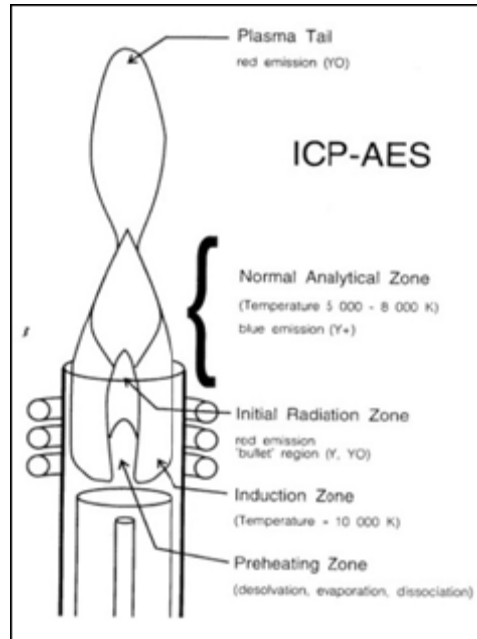 Plasma Tail
red emission (YO)
ICP-AES
Normal Analytical Zone
(Temperature 5 000 - 8 000 K)
blue emission (Y+)
Initial Radiation Zone
red emission
'bullet' region (Y, YO)
Induction Zone
(Temperature = 10 000 K)
Preheating Zone
(desolvation, evaporation, dissociation)